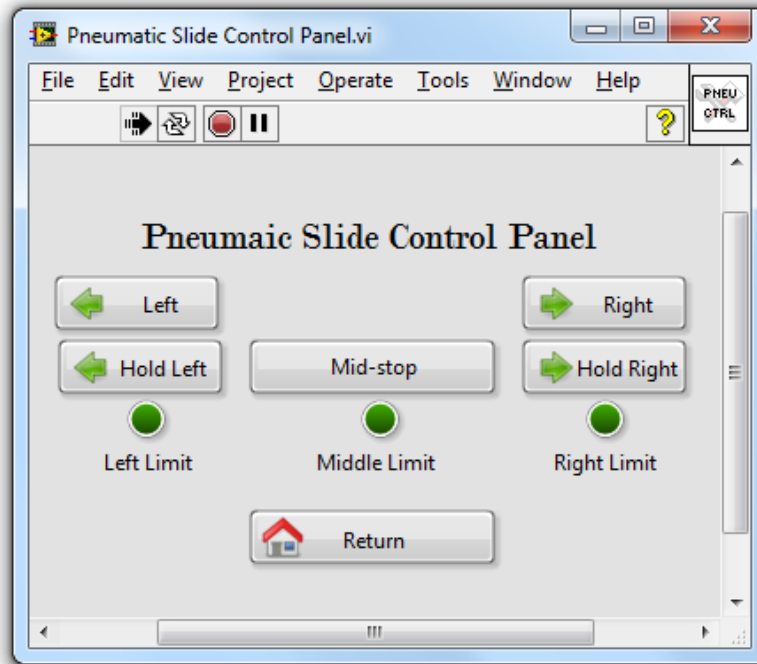 Pneumatic Slide Control Panel.vi
File Edit View Project Operate Tools Window Help
PNEU
CTRL
Pneumaic Slide Control Panel
Left
Right
Hold Left
Mid-stop
Hold Right
Left Limit
Middle Limit
Right Limit
Return